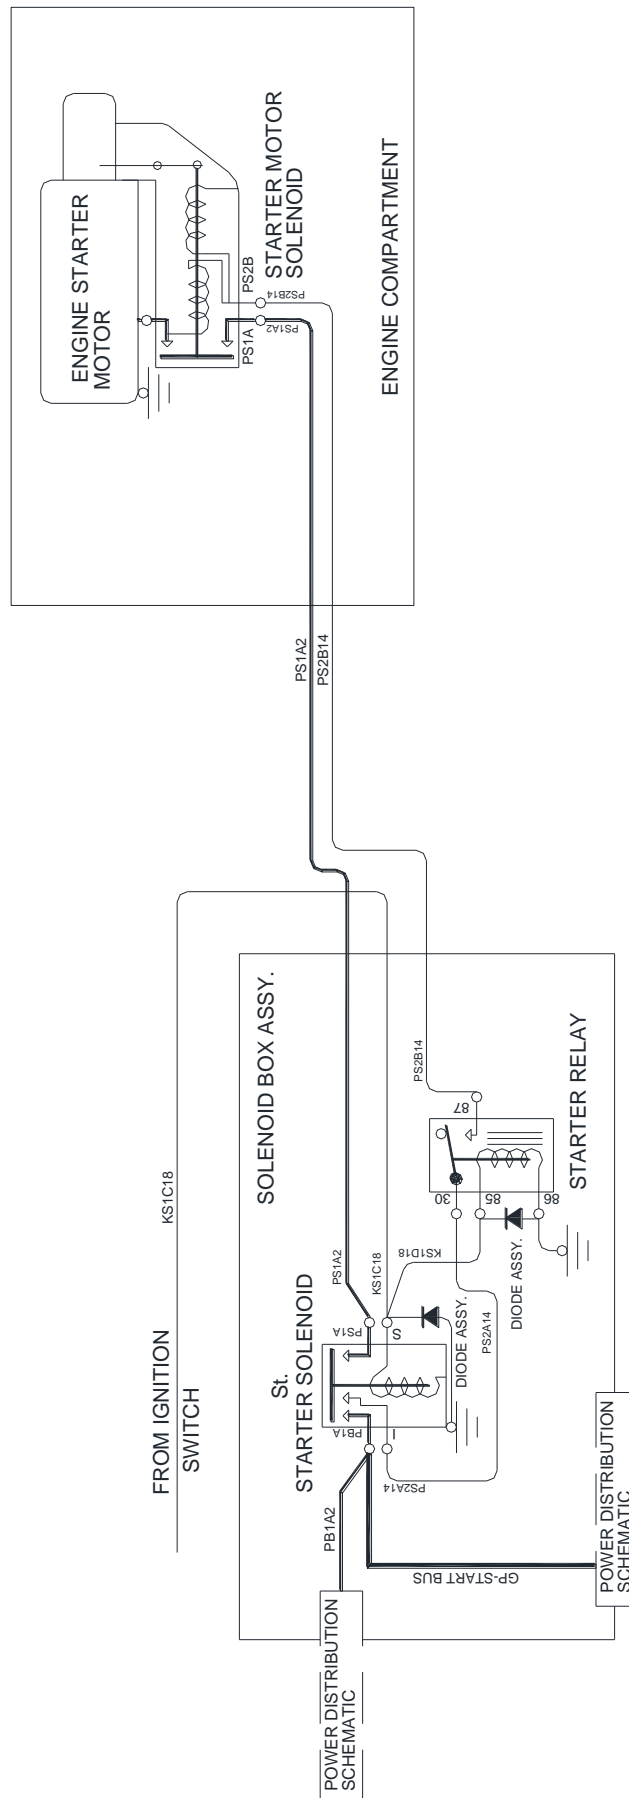 ENGINE STARTER
MOTOR
STARTER MOTOR
SOLENOID
PS2B
PS1A
PS2B14
PS1A2
ENGINE COMPARTMENT
PS1A2
PS2B14
KS1C18
FROM IGNITION
SWITCH
SOLENOID BOX ASSY.
St.
STARTER SOLENOID
PS1A2
KS1C18
KS1D18
PS1A
S
PB1A
I
DIODE ASSY.
PS2A14
PS2A14
PB1A2
GP-START BUS
PS2B14
87
30
85
86
STARTER RELAY
DIODE ASSY.
POWER DISTRIBUTION
SCHEMATIC
POWER DISTRIBUTION
SCHEMATIC